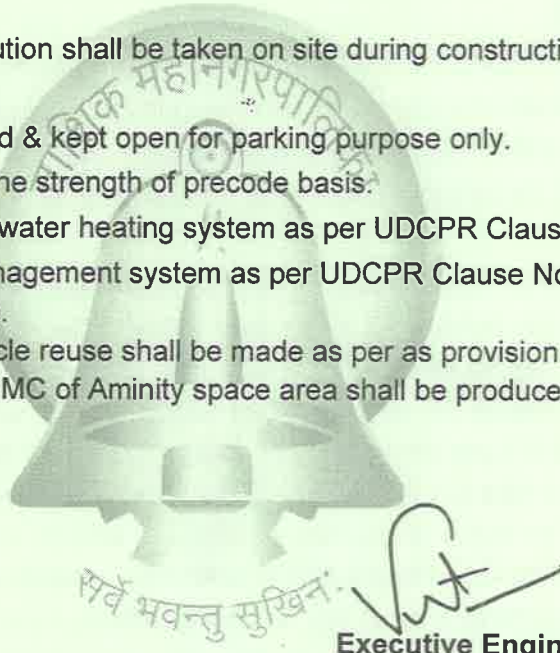 ution shall be taken on site during constructi
नाशिक महानगरपालिका
d & kept open for parking purpose only.
he strength of precode basis.
water heating system as per UDCPR Claus
nagement system as per UDCPR Clause No
.
cle reuse shall be made as per as provision
MC of Aminity space area shall be produce
सर्वे भवन्तु सुखिनः
Executive Engin